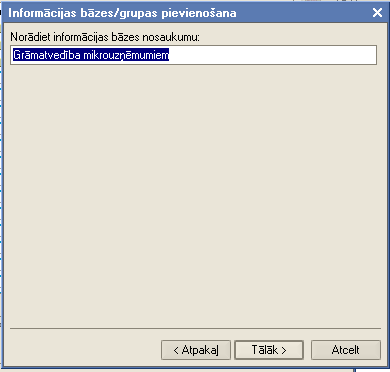 Informācijas bāzes/grupas pievienošana
Norādiet informācijas bāzes nosaukumu:
Grāmatvedība mikrouzņēmumiem
< Atpakaļ
Tālāk >
Atcelt